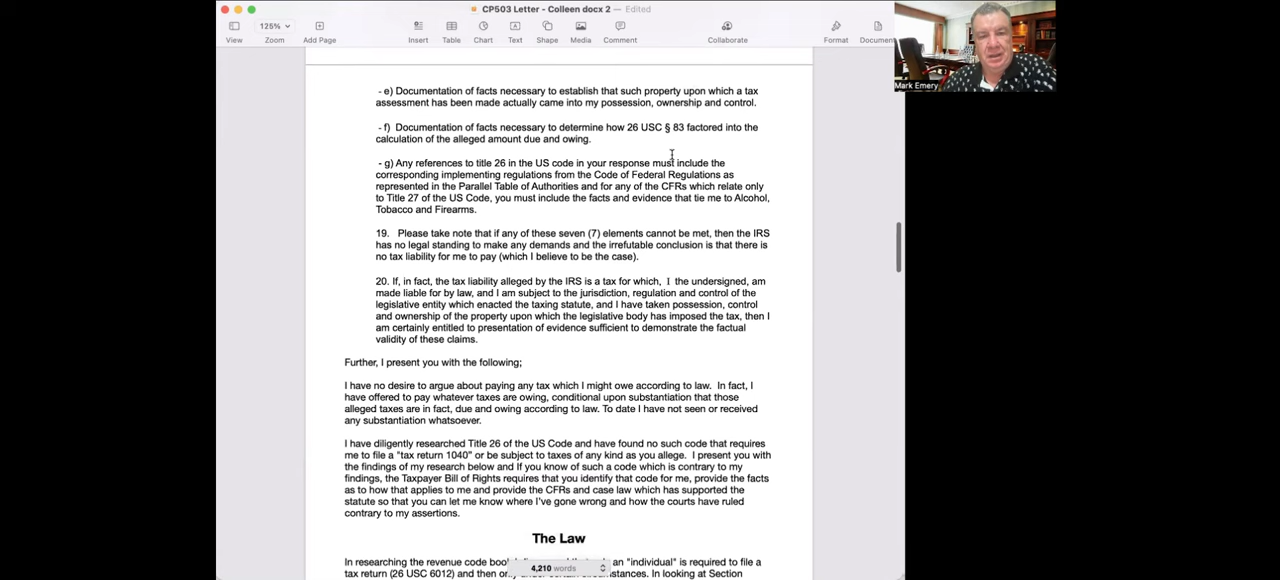 CP503 Letter - Colleen docx 2 — Edited
125%
View Zoom Add Page Insert Table Chart Text Shape Media Comment Collaborate Format Document
Mark Emery
- e) Documentation of facts necessary to establish that such property upon which a tax
assessment has been made actually came into my possession, ownership and control.
- f) Documentation of facts necessary to determine how 26 USC § 83 factored into the
calculation of the alleged amount due and owing.
- g) Any references to title 26 in the US code in your response must include the
corresponding implementing regulations from the Code of Federal Regulations as
represented in the Parallel Table of Authorities and for any of the CFRs which relate only
to Title 27 of the US Code, you must include the facts and evidence that tie me to Alcohol,
Tobacco and Firearms.
19. Please take note that if any of these seven (7) elements cannot be met, then the IRS
has no legal standing to make any demands and the irrefutable conclusion is that there is
no tax liability for me to pay (which I believe to be the case).
20. If, in fact, the tax liability alleged by the IRS is a tax for which, I the undersigned, am
made liable for by law, and I am subject to the jurisdiction, regulation and control of the
legislative entity which enacted the taxing statute, and I have taken possession, control
and ownership of the property upon which the legislative body has imposed the tax, then I
am certainly entitled to presentation of evidence sufficient to demonstrate the factual
validity of these claims.
Further, I present you with the following;
I have no desire to argue about paying any tax which I might owe according to law. In fact, I
have offered to pay whatever taxes are owing, conditional upon substantiation that those
alleged taxes are in fact, due and owing according to law. To date I have not seen or received
any substantiation whatsoever.
I have diligently researched Title 26 of the US Code and have found no such code that requires
me to file a "tax return 1040" or be subject to taxes of any kind as you allege. I present you with
the findings of my research below and If you know of such a code which is contrary to my
findings, the Taxpayer Bill of Rights requires that you identify that code for me, provide the facts
as to how that applies to me and provide the CFRs and case law which has supported the
statute so that you can let me know where I've gone wrong and how the courts have ruled
contrary to my assertions.
The Law
In researching the revenue code an "individual" is required to file a
tax return (26 USC 6012) and then In looking at Section
4,210 words